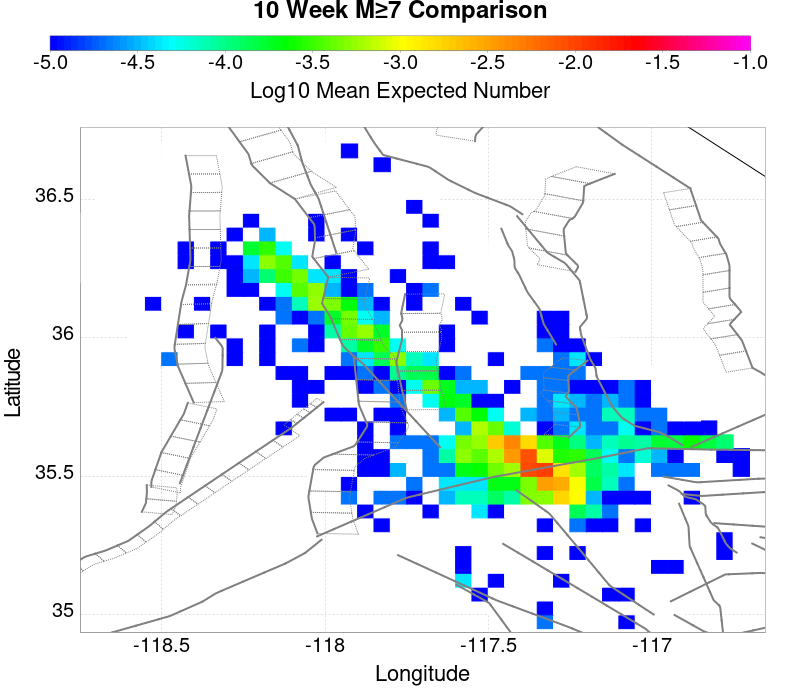 10 Week M≥7 Comparison
-5.0 -4.5 -4.0 -3.5 -3.0 -2.5 -2.0 -1.5 -1.0
Log10 Mean Expected Number
36.5
36
35.5
35
Latitude
-118.5 -118 -117.5 -117
Longitude